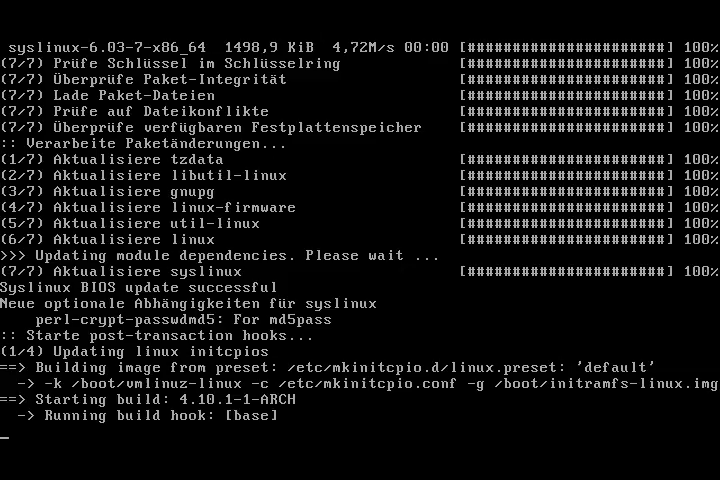 syslinux-6.03-7-x86_64  1498,9 KiB  4,72M/s 00:00 [######################] 100%
(7/7) Prüfe Schlüssel im Schlüsselring             [######################] 100%
(7/7) Überprüfe Paket-Integrität                   [######################] 100%
(7/7) Lade Paket-Dateien                           [######################] 100%
(7/7) Prüfe auf Dateikonflikte                     [######################] 100%
(7/7) Überprüfe verfügbaren Festplattenspeicher    [######################] 100%
:: Verarbeite Paketänderungen...
(1/7) Aktualisiere tzdata                          [######################] 100%
(2/7) Aktualisiere libutil-linux                   [######################] 100%
(3/7) Aktualisiere gnupg                           [######################] 100%
(4/7) Aktualisiere linux-firmware                  [######################] 100%
(5/7) Aktualisiere util-linux                      [######################] 100%
(6/7) Aktualisiere linux                           [######################] 100%
>>> Updating module dependencies. Please wait ...
(7/7) Aktualisiere syslinux                        [######################] 100%
Syslinux BIOS update successful
Neue optionale Abhängigkeiten für syslinux
    perl-crypt-passwdmd5: For md5pass
:: Starte post-transaction hooks...
(1/4) Updating linux initcpios
==> Building image from preset: /etc/mkinitcpio.d/linux.preset: 'default'
  -> -k /boot/vmlinuz-linux -c /etc/mkinitcpio.conf -g /boot/initramfs-linux.img
==> Starting build: 4.10.1-1-ARCH
  -> Running build hook: [base]
_